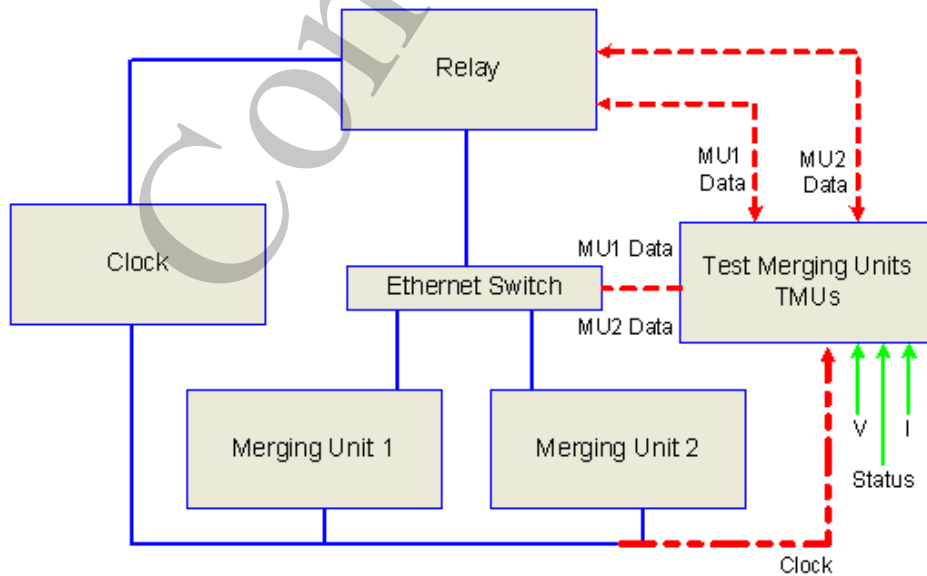 Con
Relay
MU1
Data
MU2
Data
Clock
MU1 Data
Ethernet Switch
MU2 Data
Test Merging Units
TMUs
Merging Unit 1
Merging Unit 2
V
I
Status
Clock